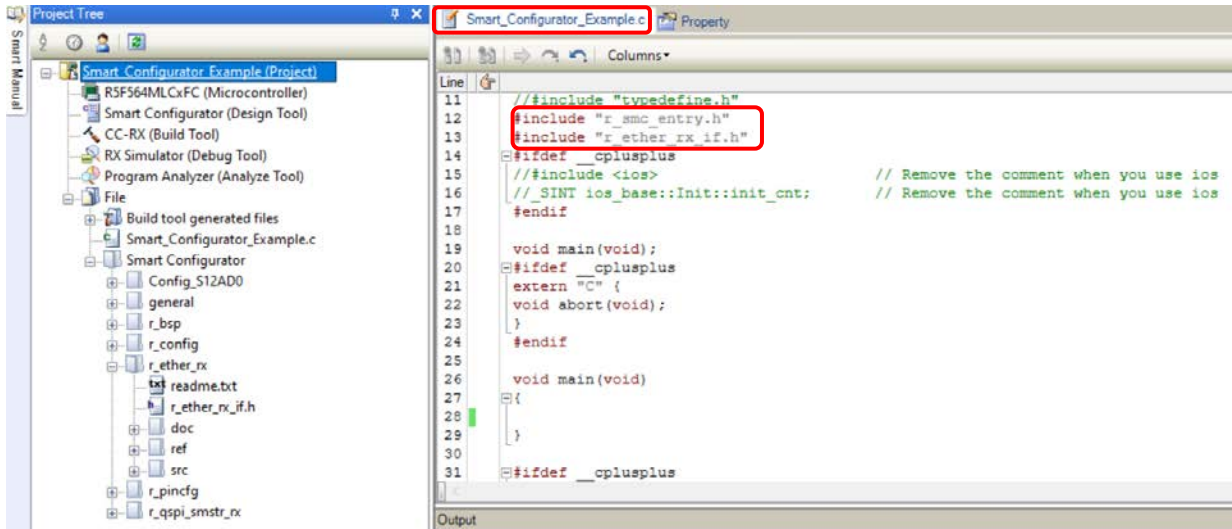 Smart Manual
Project Tree
Smart_Configurator_Example (Project)
R5F564MLCxFC (Microcontroller)
Smart Configurator (Design Tool)
CC-RX (Build Tool)
RX Simulator (Debug Tool)
Program Analyzer (Analyze Tool)
File
Build tool generated files
Smart_Configurator_Example.c
Smart Configurator
Config_S12AD0
general
r_bsp
r_config
r_ether_rx
readme.txt
r_ether_rx_if.h
doc
ref
src
r_pincfg
r_qspi_smstr_rx
Smart_Configurator_Example.c Property
Columns
Line
11 //#include "typedefine.h"
12 #include "r_smc_entry.h"
13 #include "r_ether_rx_if.h"
14 #ifdef __cplusplus
15 //#include <ios> // Remove the comment when you use ios
16 //_SINT ios_base::Init::init_cnt; // Remove the comment when you use ios
17 #endif
18
19 void main(void);
20 #ifdef __cplusplus
21 extern "C" {
22 void abort(void);
23 }
24 #endif
25
26 void main(void)
27 {
28
29 }
30
31 #ifdef __cplusplus
Output